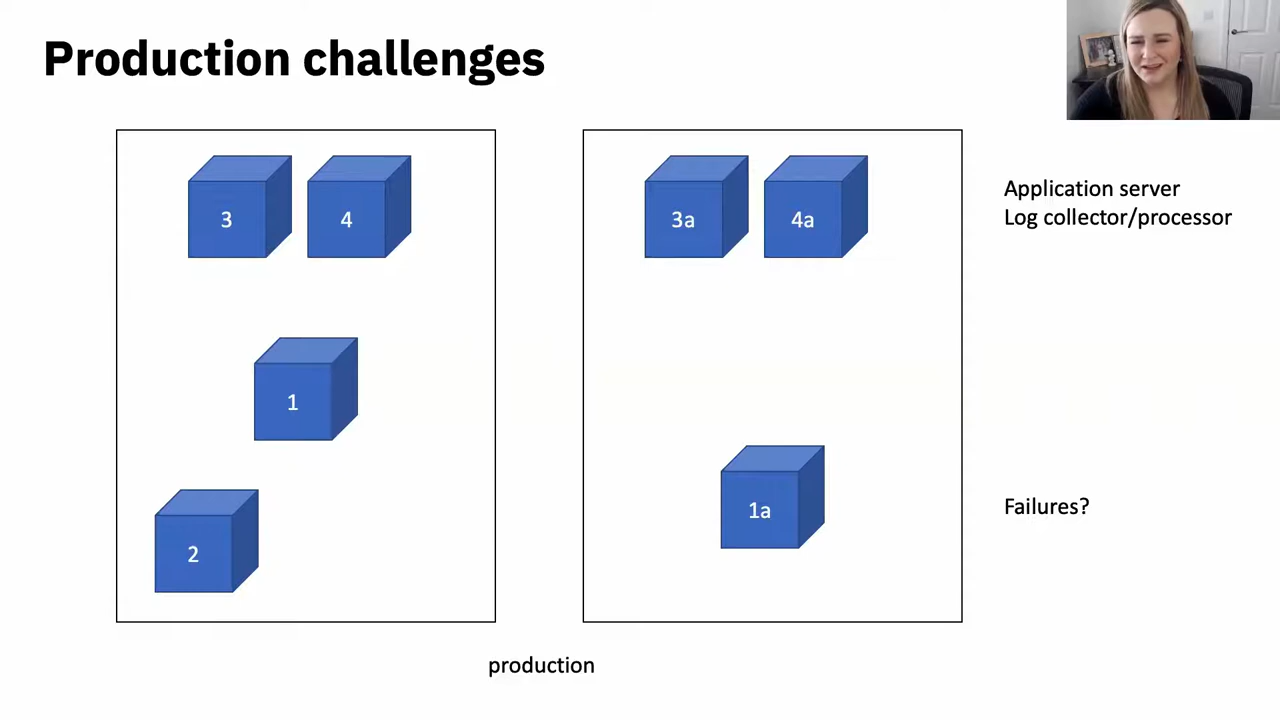 Production challenges
3
4
3a
4a
Application server
Log collector/processor
1
1a
Failures?
2
production